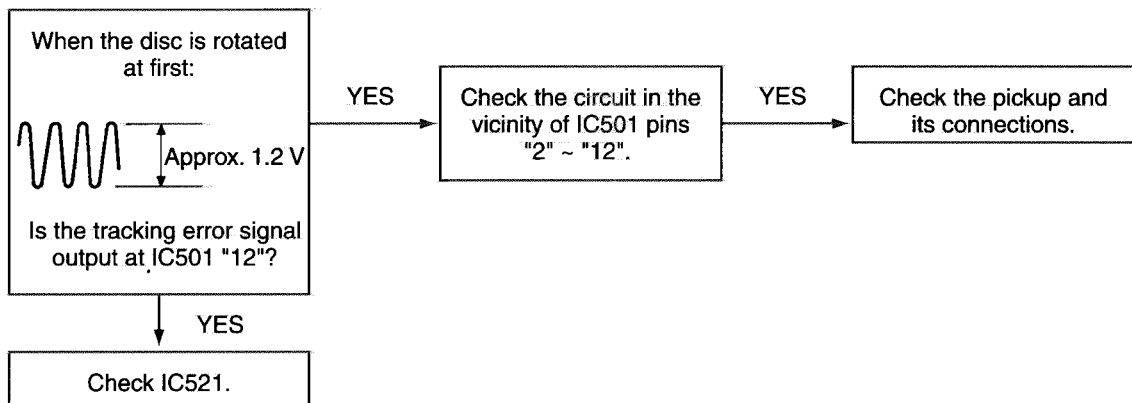 When the disc is rotated
at first:
Approx. 1.2 V
Is the tracking error signal
output at IC501 "12"?
YES
Check the circuit in the
vicinity of IC501 pins
"2" ~ "12".
YES
Check the pickup and
its connections.
YES
Check IC521.